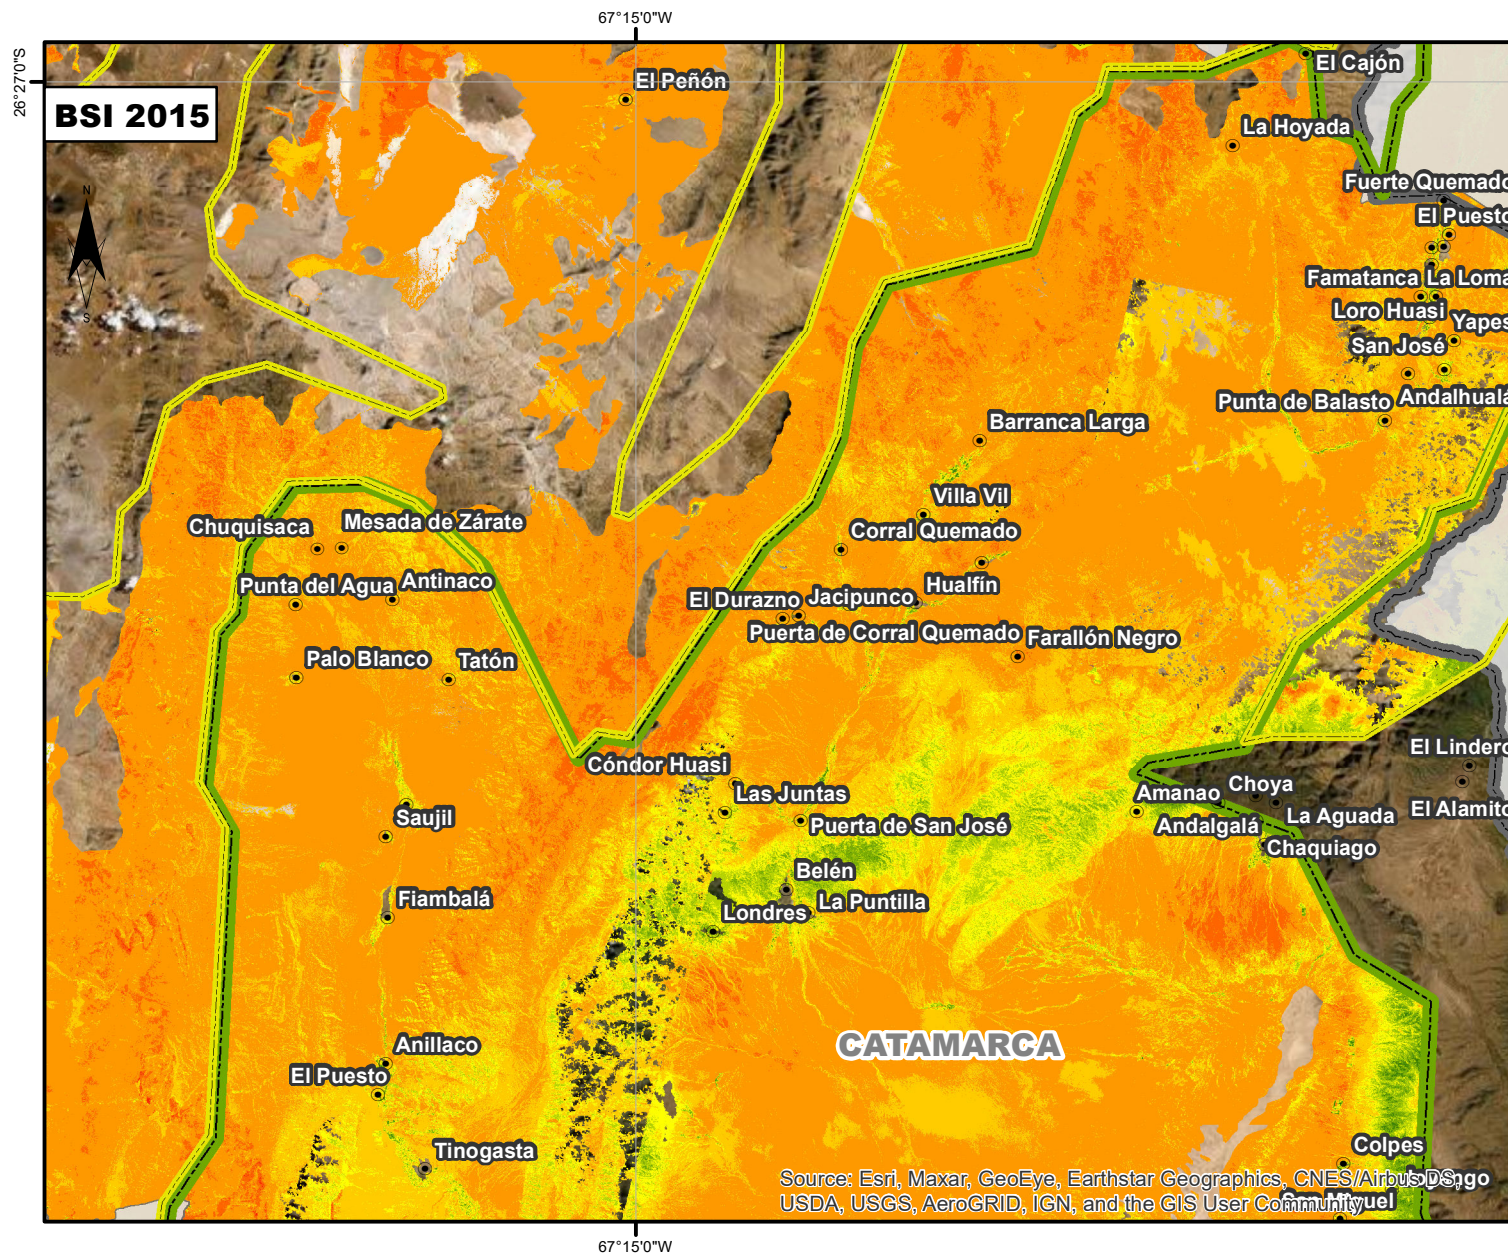 67°15'0"W
26°27'0"S
BSI 2015
N
S
El Peñón
El Cajón
La Hoyada
Fuerte Quemado
El Puesto
Famatanca La Loma
Loro Huasi
Yapes
San José
Punta de Balasto
Andalhualá
Barranca Larga
Villa Vil
Corral Quemado
Chuquisaca
Mesada de Zárate
Punta del Agua
Antinaco
Hualfín
El Durazno
Jacipunco
Puerta de Corral Quemado
Farallón Negro
Palo Blanco
Tatón
Cóndor Huasi
El Lindero
Las Juntas
Amanao
Choya
La Aguada
El Alamito
Saujil
Puerta de San José
Andalgalá
Chaquiago
Belén
Fiambalá
La Puntilla
Londres
Anillaco
CATAMARCA
El Puesto
Tinogasta
Colpes
Source: Esri, Maxar, GeoEye, Earthstar Geographics, CNES/Airbus DS,
USDA, USGS, AeroGRID, IGN, and the GIS User Community
San Miguel
67°15'0"W